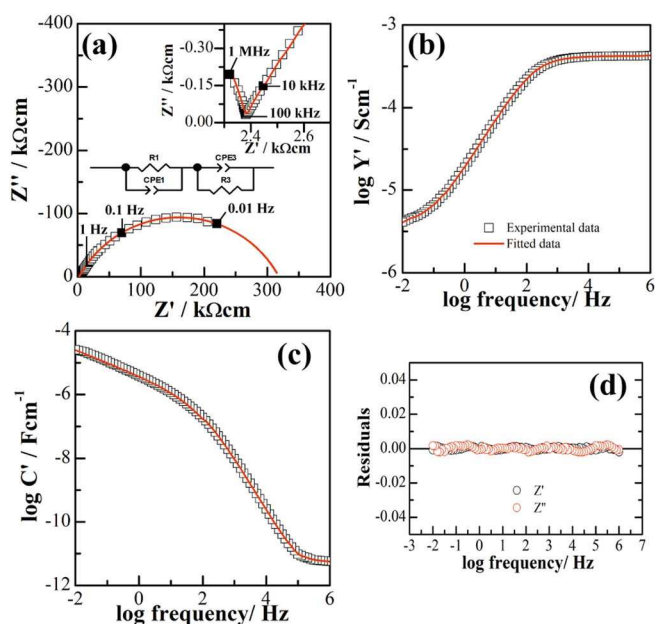 (a)
-400
-300
-200
-100
0
0
100
200
300
400
Z'' / kΩcm
Z' / kΩcm
-0.30
-0.15
0.00
2.4
2.6
Z'' / kΩcm
Z' / kΩcm
1 MHz
10 kHz
100 kHz
R1
CPE1
CPE3
R3
1 Hz
0.1 Hz
0.01 Hz
(b)
-3
-4
-5
-6
-2
0
2
4
6
log Y' / Scm⁻¹
log frequency/ Hz
Experimental data
Fitted data
(c)
-4
-6
-8
-10
-12
-2
0
2
4
6
log C' / Fcm⁻¹
log frequency/ Hz
(d)
0.04
0.02
0.00
-0.02
-0.04
-3 -2 -1 0 1 2 3 4 5 6 7
Residuals
log frequency/ Hz
Z'
Z''